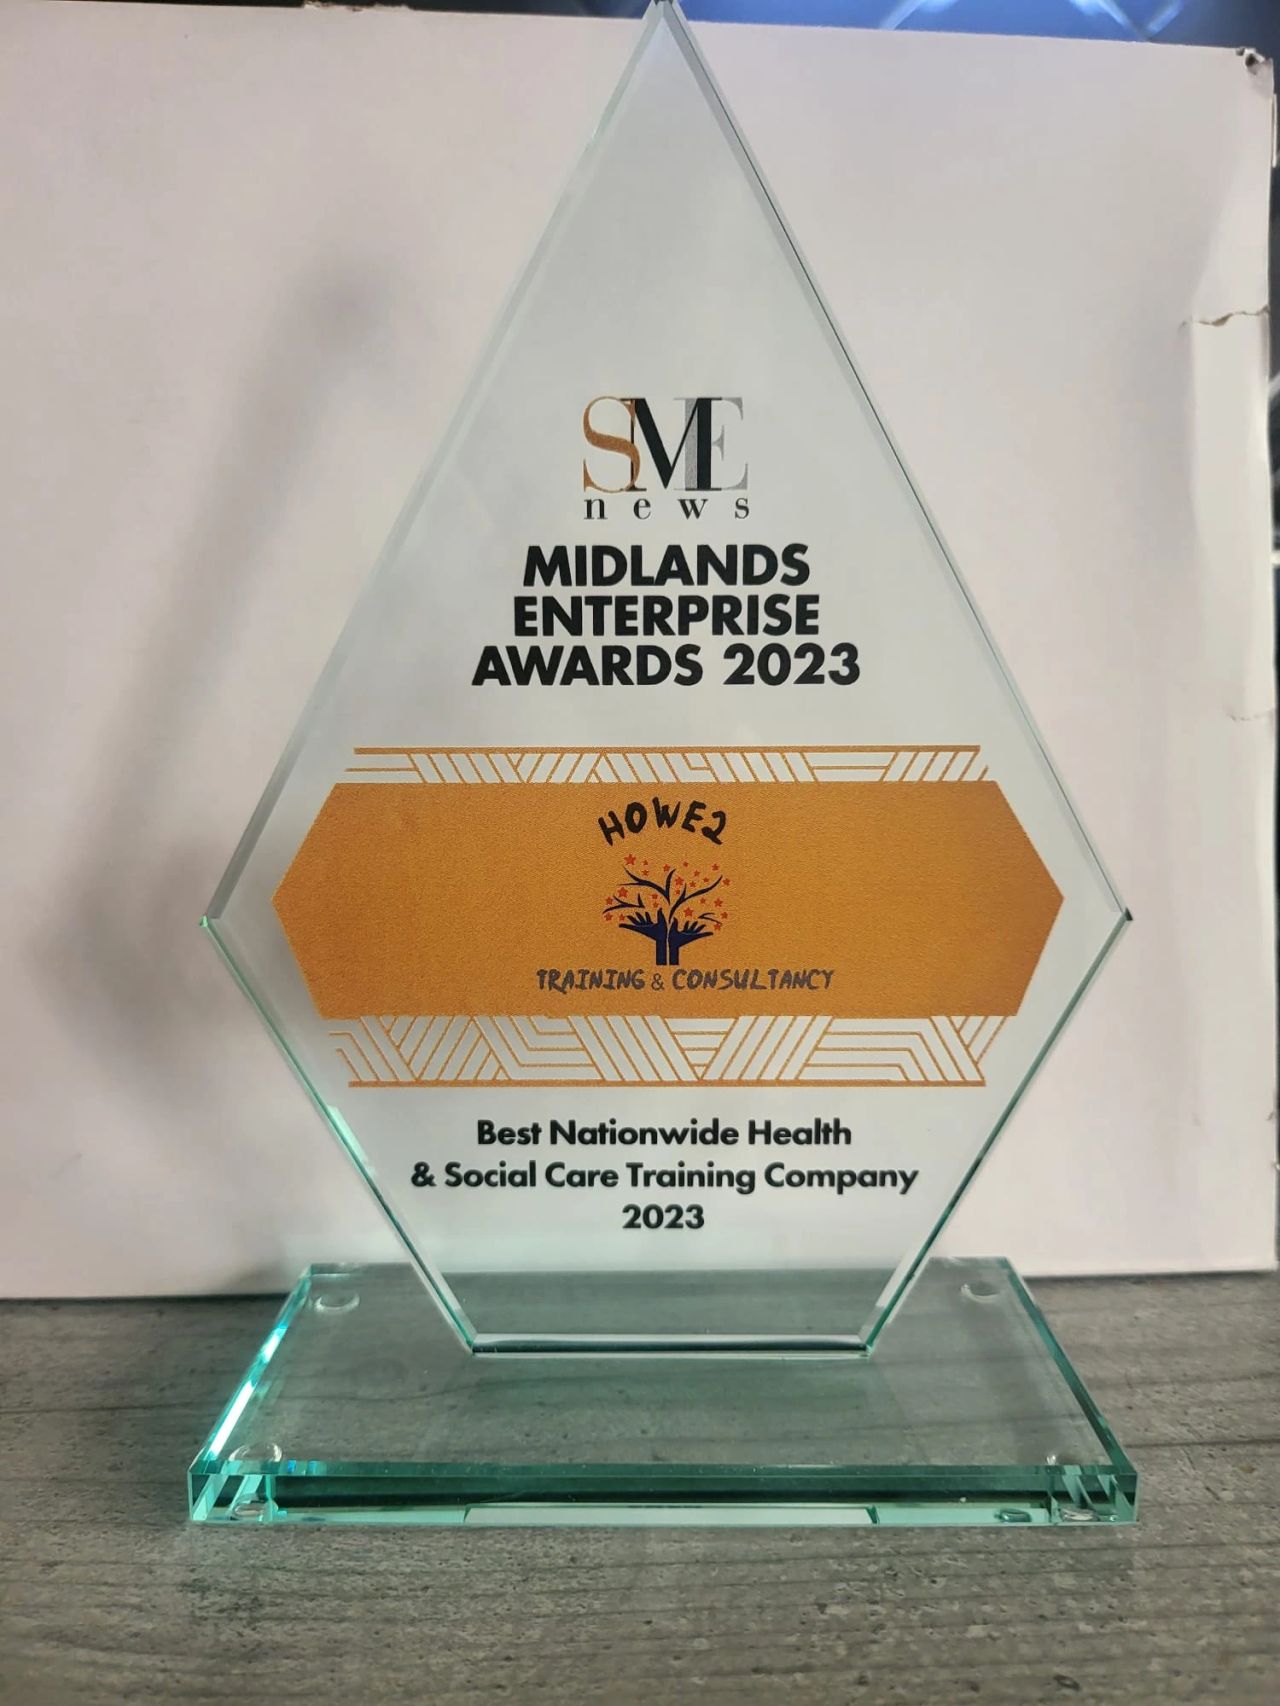 SME
news
MIDLANDS
ENTERPRISE
AWARDS 2023
HOWE2
TRAINING & CONSULTANCY
Best Nationwide Health
& Social Care Training Company
2023